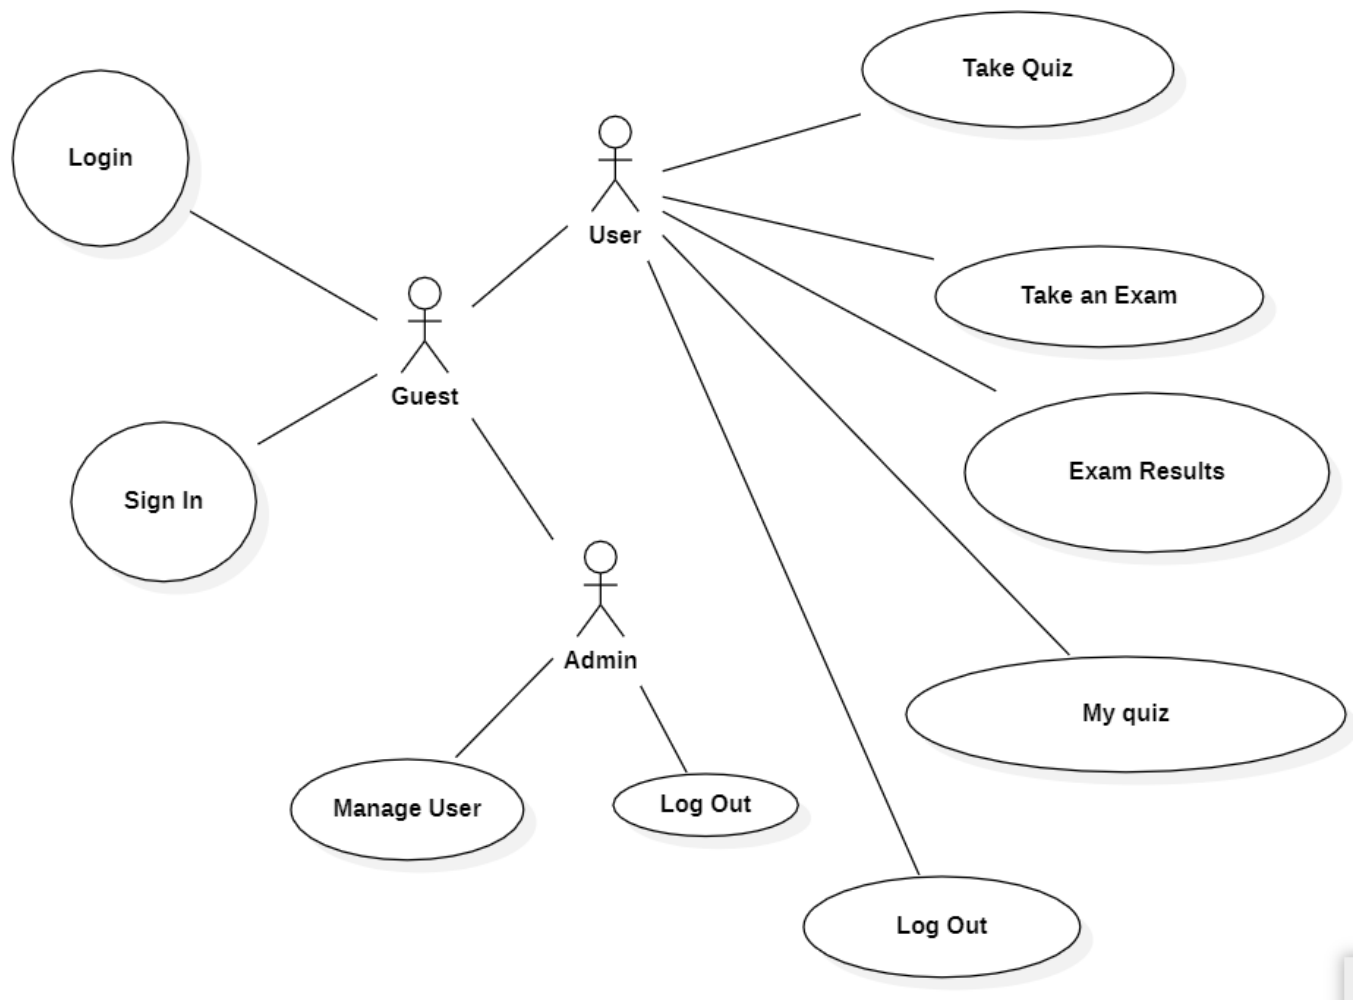 Take Quiz
Login
User
Take an Exam
Guest
Exam Results
Sign In
Admin
My quiz
Manage User
Log Out
Log Out